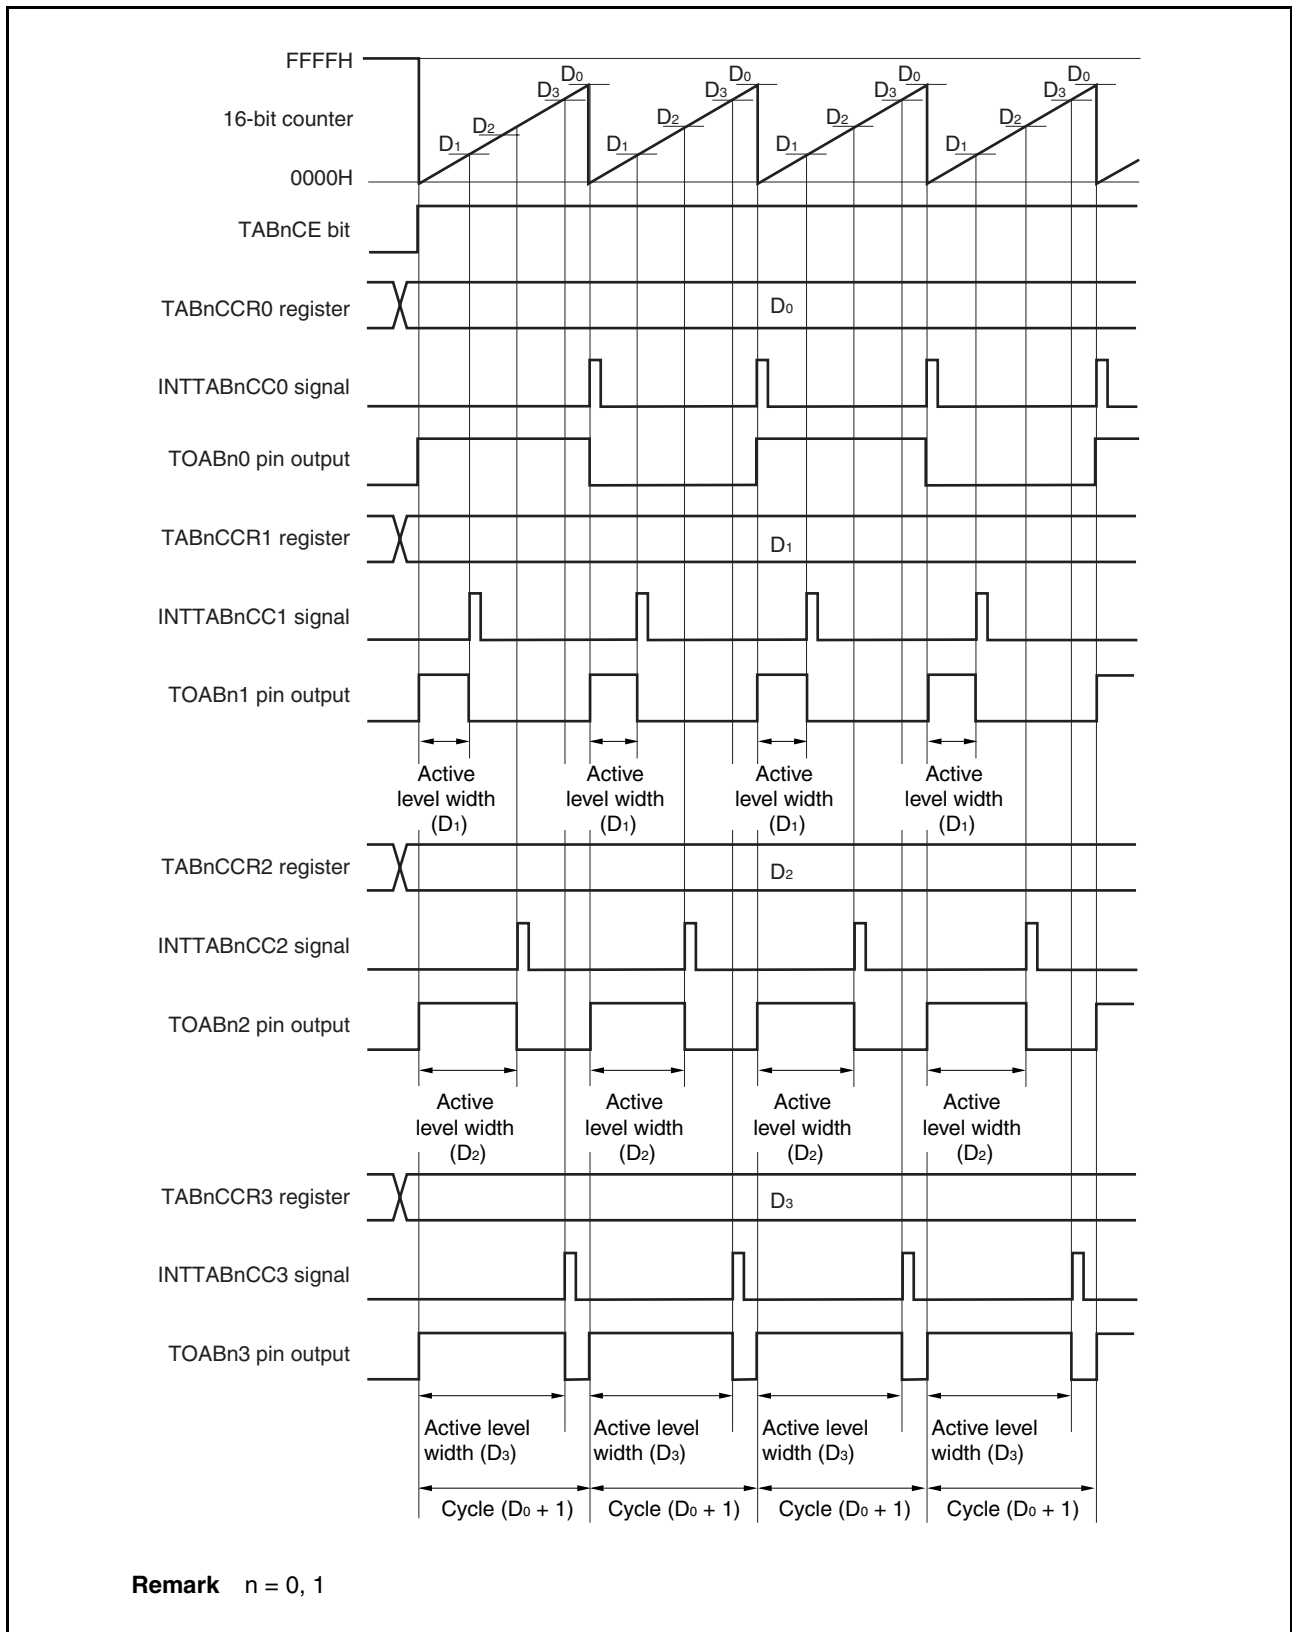 FFFFH
16-bit counter
0000H
D0 D0 D0 D0
D3 D3 D3 D3
D2 D2 D2 D2
D1 D1 D1 D1
TABnCE bit
TABnCCR0 register D0
INTTABnCC0 signal
TOABn0 pin output
TABnCCR1 register D1
INTTABnCC1 signal
TOABn1 pin output
Active level width (D1) Active level width (D1) Active level width (D1) Active level width (D1)
TABnCCR2 register D2
INTTABnCC2 signal
TOABn2 pin output
Active level width (D2) Active level width (D2) Active level width (D2) Active level width (D2)
TABnCCR3 register D3
INTTABnCC3 signal
TOABn3 pin output
Active level width (D3) Active level width (D3) Active level width (D3) Active level width (D3)
Cycle (D0 + 1) Cycle (D0 + 1) Cycle (D0 + 1) Cycle (D0 + 1)
Remark n = 0, 1